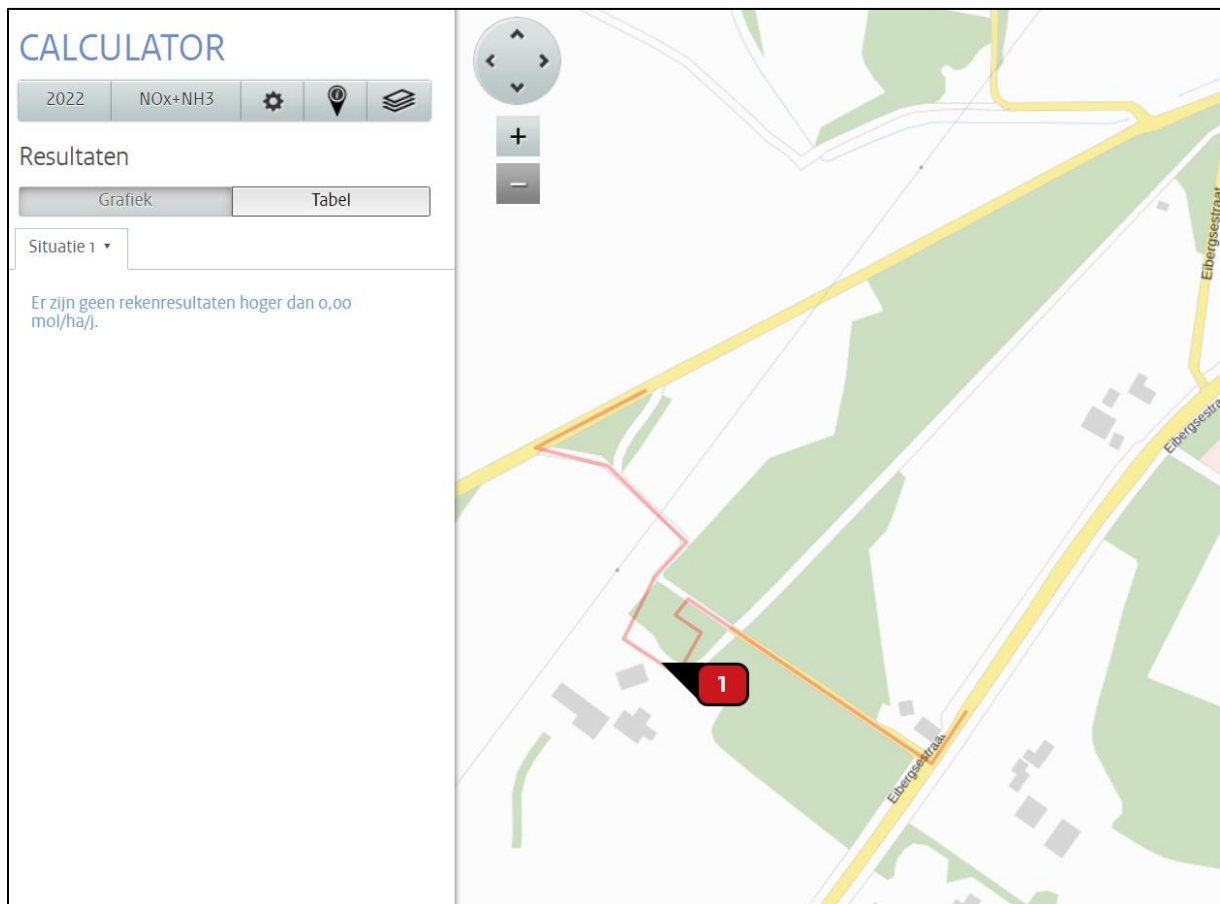 CALCULATOR
2022 NOx+NH3
Resultaten
Grafiek Tabel
Situatie 1
Er zijn geen rekenresultaten hoger dan 0,00
mol/ha/j.
+
−
Eibergsestraat
Eibergsestra
1
Eibergsestraat